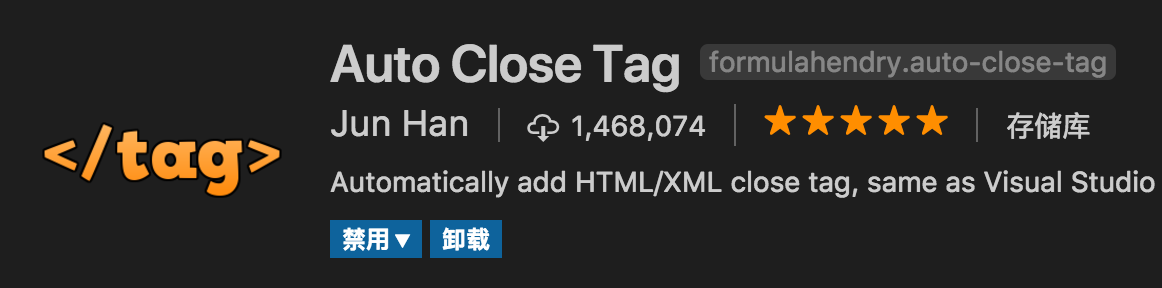 </tag>
Auto Close Tag formulahendry.auto-close-tag
Jun Han 1,468,074 存储库
Automatically add HTML/XML close tag, same as Visual Studio
禁用 卸载